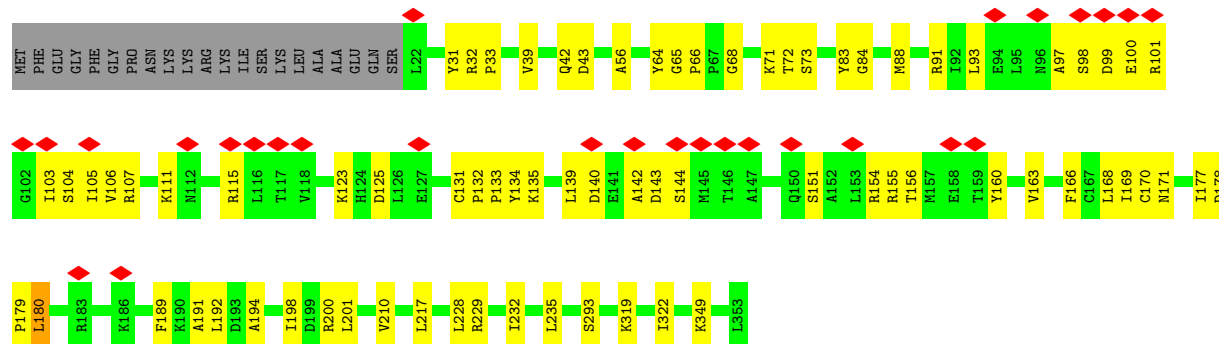 MET PHE GLU GLY PHE GLY PRO ASN LYS LYS ARG LYS ILE SER LYS LEU ALA ALA GLU GLN SER L22 Y31 R32 P33 V39 Q42 D43 A56 Y64 G65 P66 P67 G68 K71 T72 S73 Y83 G84 M88 R91 I92 L93 E94 L95 N96 A97 S98 D99 E100 R101
G102 I103 S104 I105 V106 R107 K111 N112 R115 L116 T117 V118 K123 H124 D125 L126 E127 C131 P132 P133 Y134 K135 L139 D140 E141 A142 D143 S144 M145 T146 A147 Q150 S151 A152 L153 R154 R155 T156 M157 E158 T159 Y160 V163 F166 C167 L168 I169 C170 N171 I177
P179 L180 R183 K186 F189 K190 A191 L192 D193 A194 I198 D199 R200 L201 V210 L217 L228 R229 I232 L235 S293 K319 I322 K349 L353